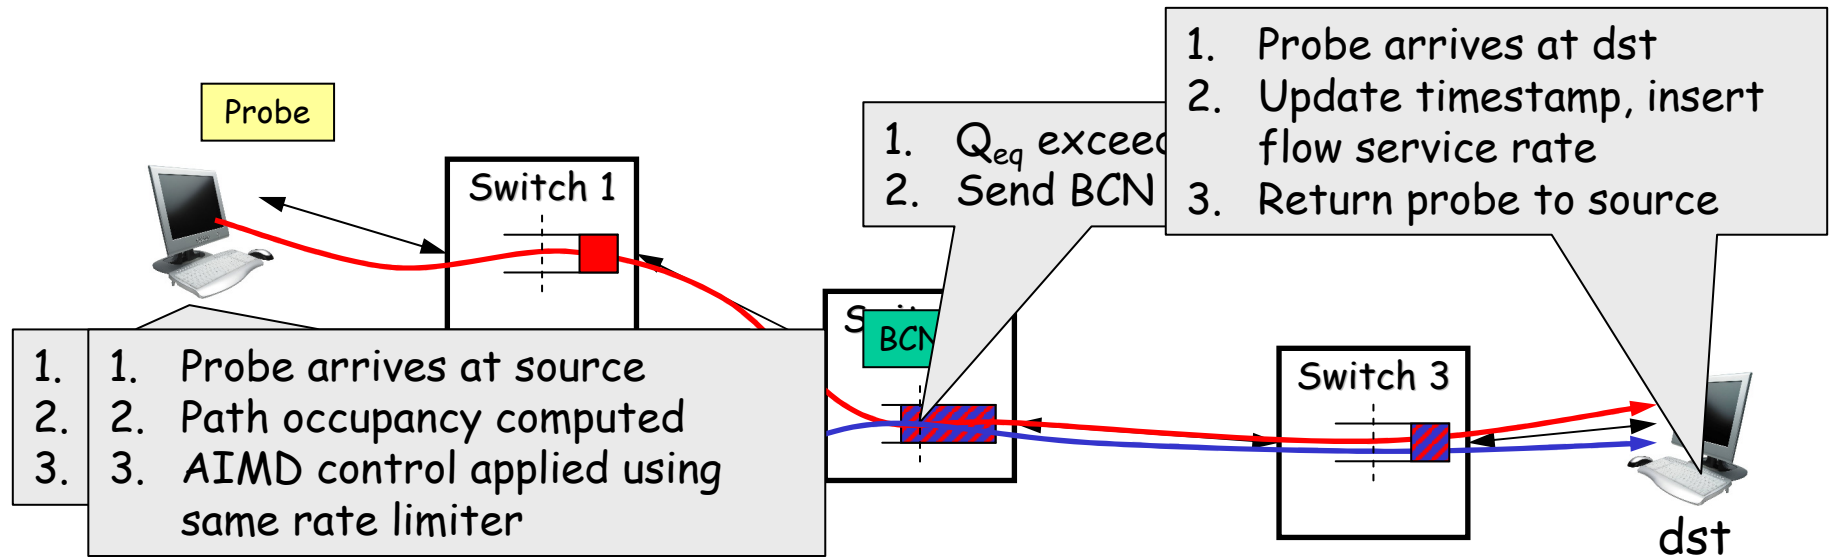 Probe
Switch 1
1. Probe arrives at dst
2. Update timestamp, insert
flow service rate
3. Return probe to source
1. Q_eq
2. Send BCN
BCN
Switch 3
1.
2.
3.
1. Probe arrives at source
2. Path occupancy computed
3. AIMD control applied using
same rate limiter
dst